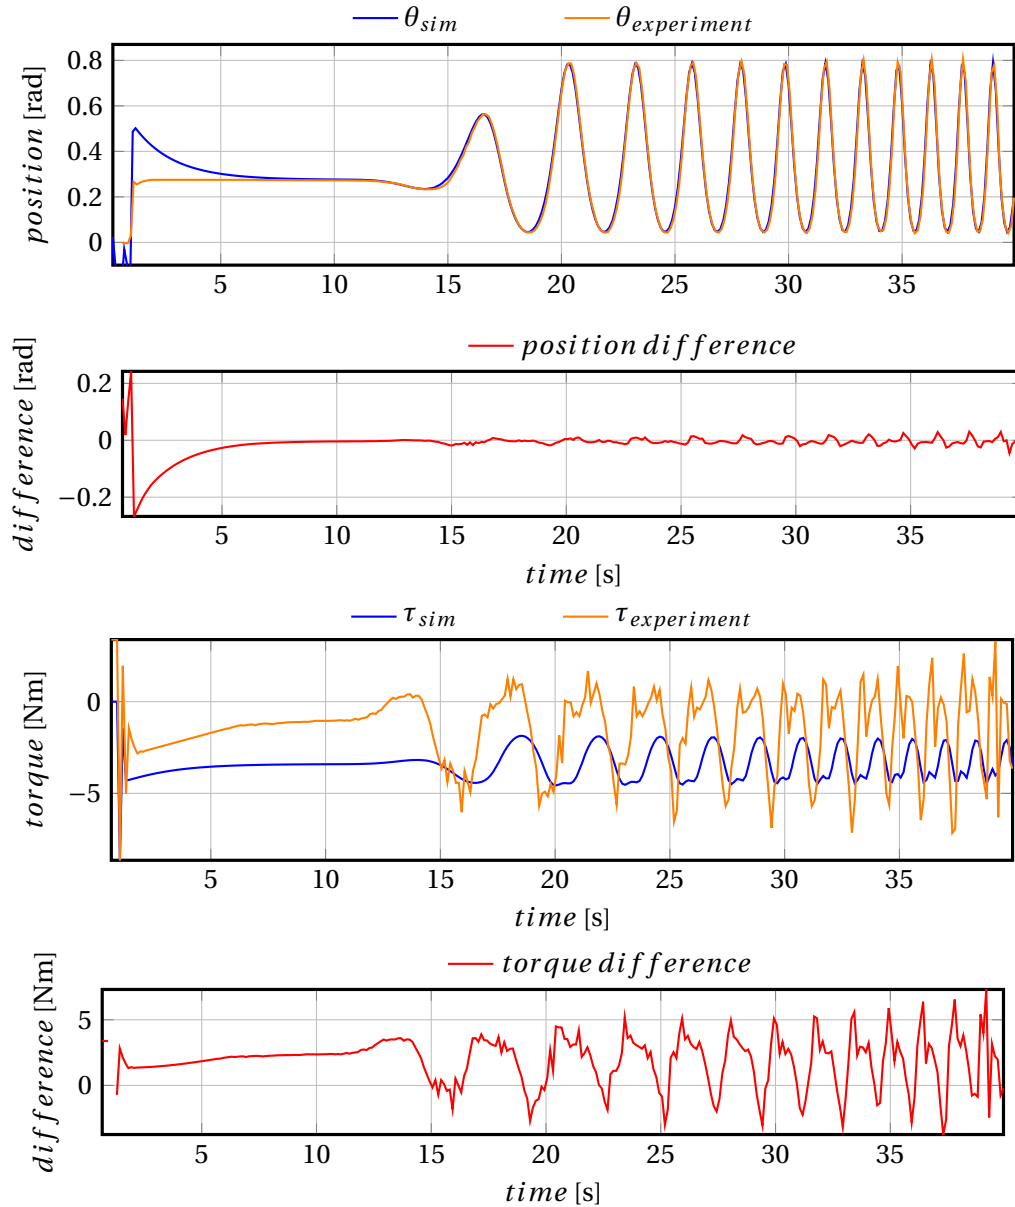 θsim θexperiment
position [rad]
0.8
0.6
0.4
0.2
0
5 10 15 20 25 30 35
position difference
difference [rad]
0.2
0
−0.2
5 10 15 20 25 30 35
time [s]
τsim τexperiment
torque [Nm]
0
−5
5 10 15 20 25 30 35
time [s]
torque difference
difference [Nm]
5
0
5 10 15 20 25 30 35
time [s]